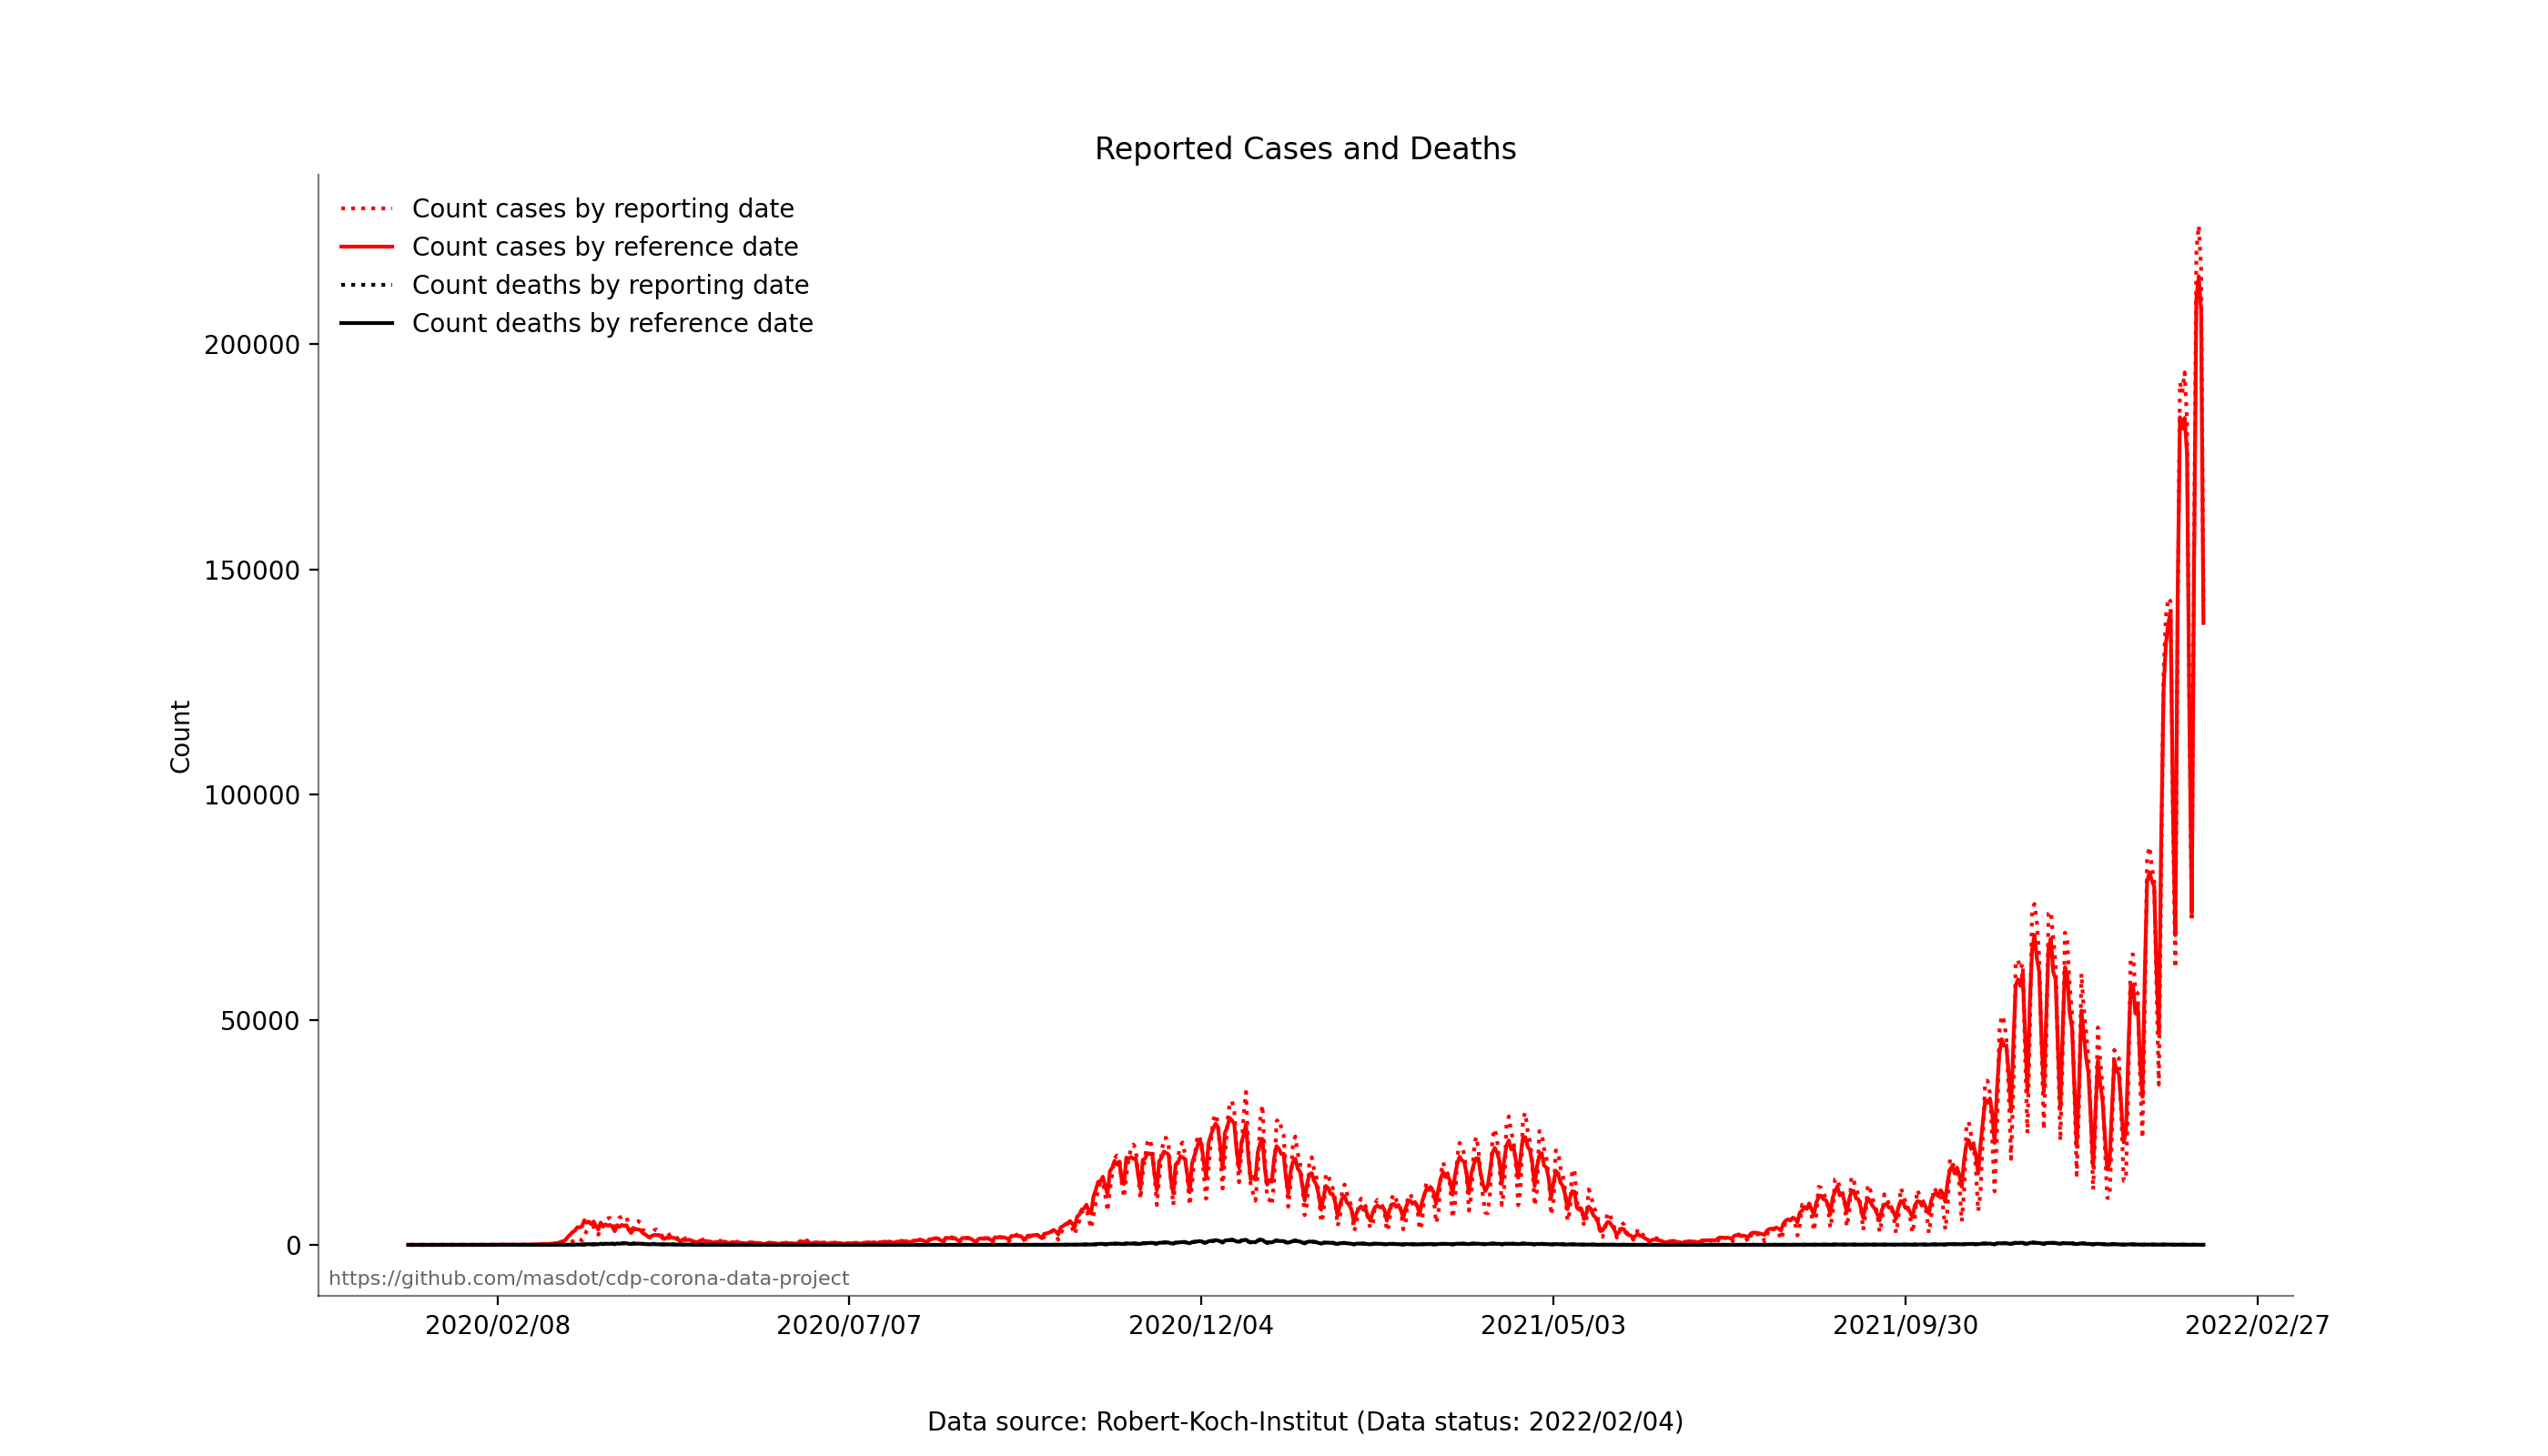 Reported Cases and Deaths
Count cases by reporting date
Count cases by reference date
Count deaths by reporting date
Count deaths by reference date
200000
150000
100000
50000
0
Count
https://github.com/masdot/cdp-corona-data-project
2020/02/08 2020/07/07 2020/12/04 2021/05/03 2021/09/30 2022/02/27
Data source: Robert-Koch-Institut (Data status: 2022/02/04)